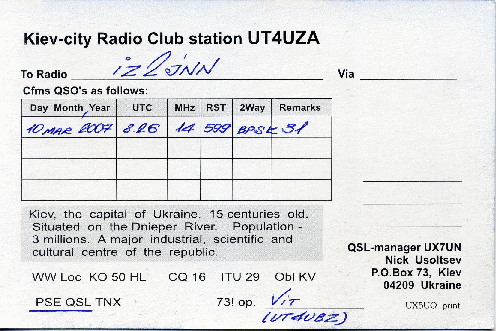 Kiev-city Radio Club station UT4UZA
To Radio iz2JNN Via
Cfms QSO's as follows:
Day Month Year UTC MHz RST 2Way Remarks
10 MAR 2007 8.26 14 599 BPSK 31
Kiev, the capital of Ukraine. 15 centuries old.
Situated on the Dnieper River. Population -
3 millions. A major industrial, scientific and
cultural centre of the republic.
WW Loc KO 50 HL CQ 16 ITU 29 Obl KV
PSE QSL TNX 73! op. Vit
(UT4UBZ)
QSL-manager UX7UN
Nick Usoltsev
P.O.Box 73, Kiev
04209 Ukraine
UX5UO print